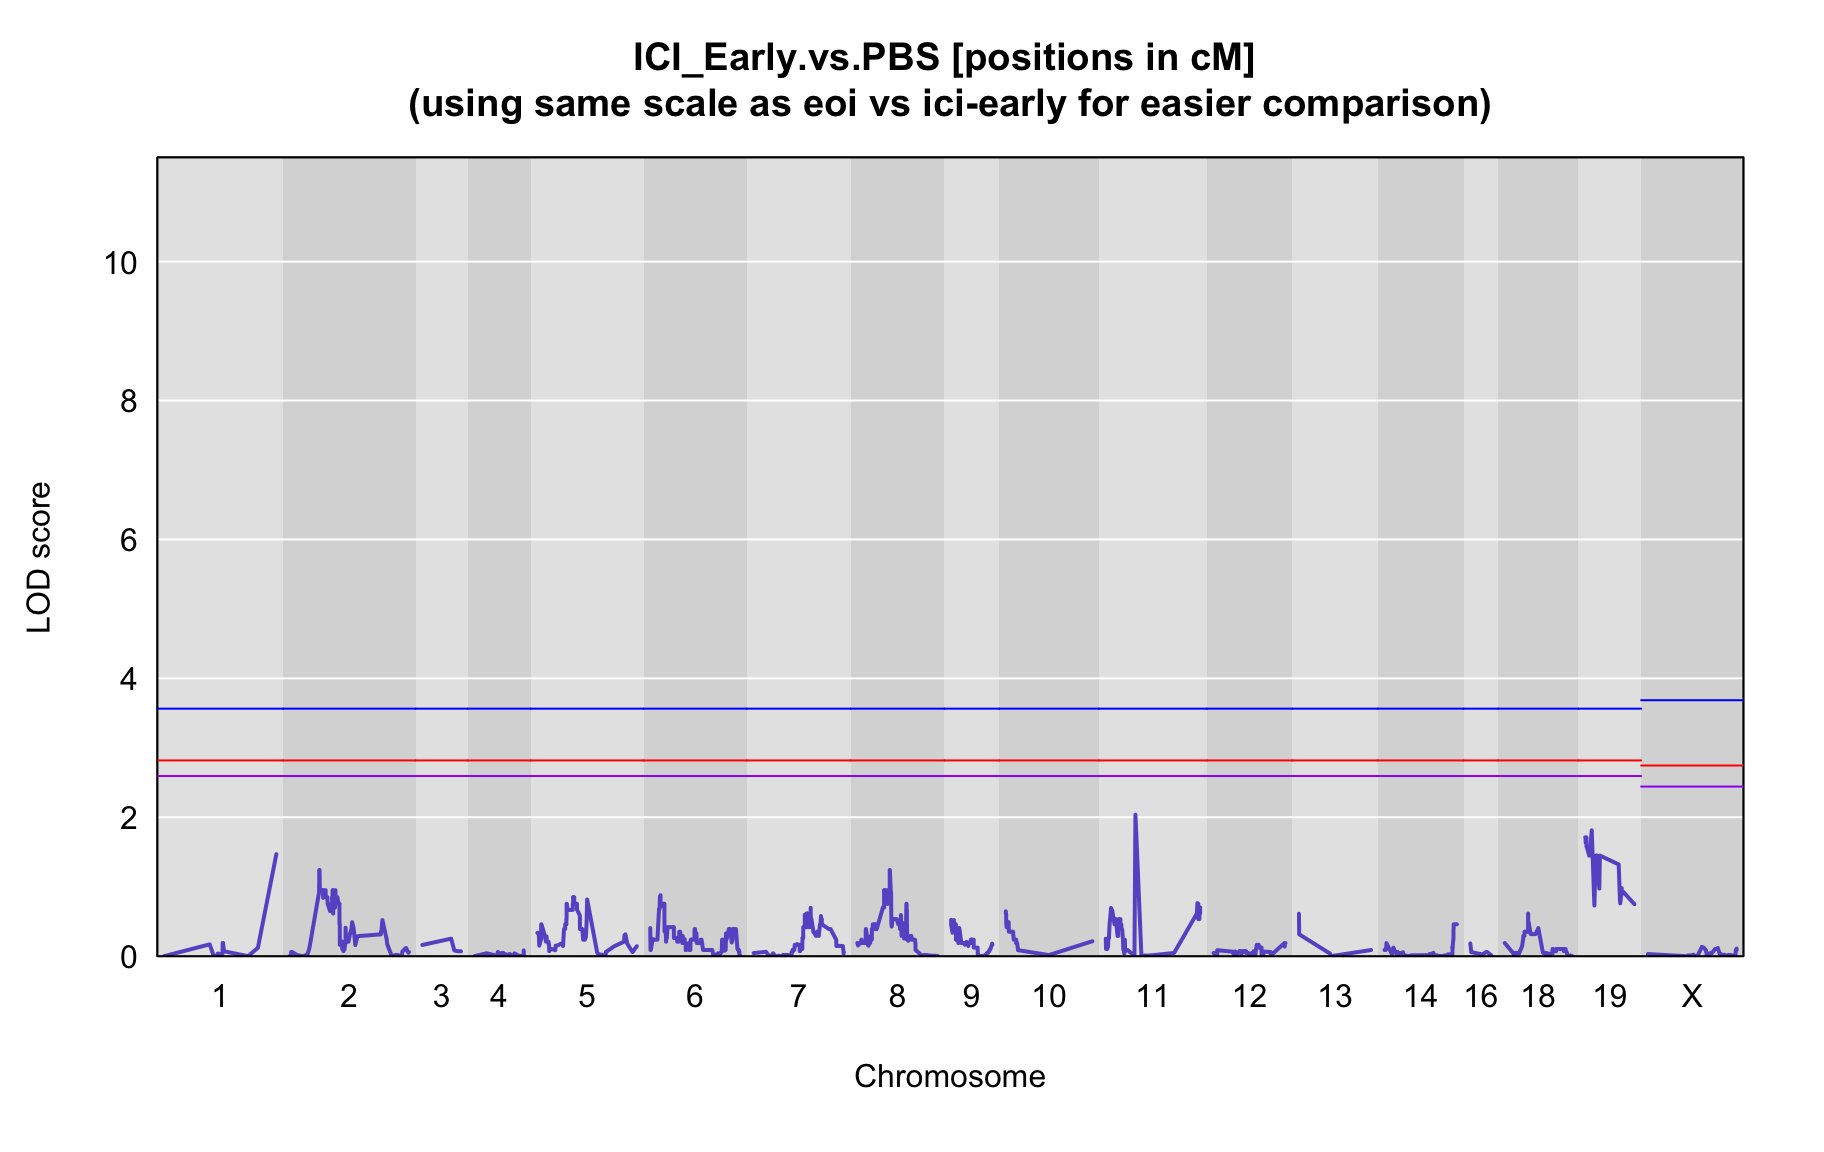 ICI_Early.vs.PBS [positions in cM]
(using same scale as eoi vs ici-early for easier comparison)
LOD score
10
8
6
4
2
0
1 2 3 4 5 6 7 8 9 10 11 12 13 14 16 18 19 X
Chromosome